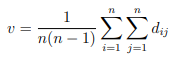 $v = \frac{1}{n(n-1)} \sum_{i=1}^{n} \sum_{j=1}^{n} d_{ij}$